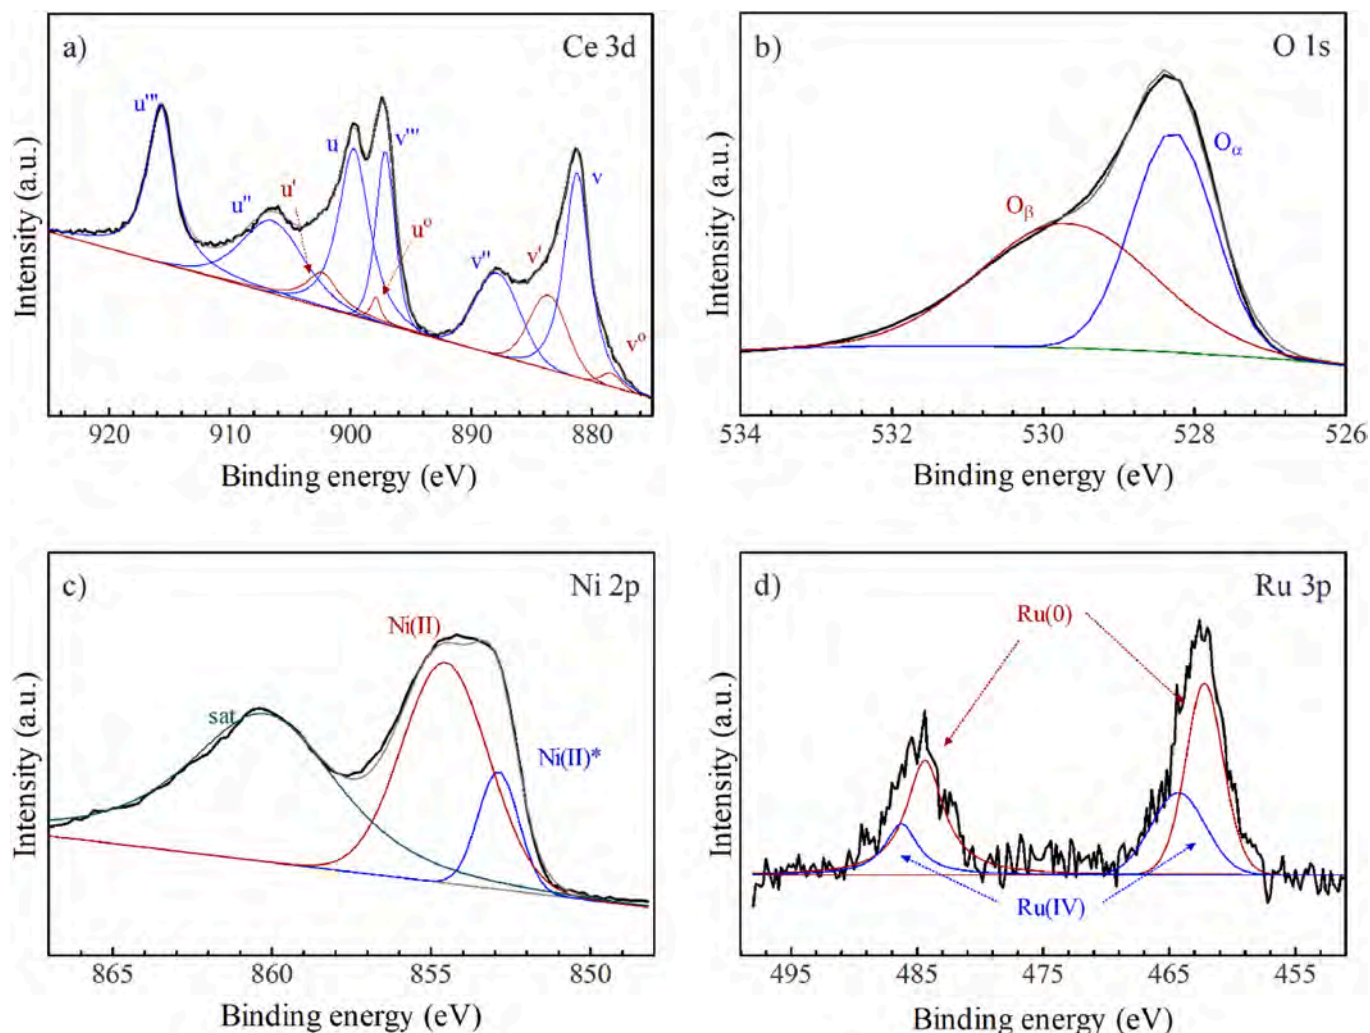 a)
Ce 3d
u'''
u''
u'
u
v'''
uº
v''
v'
v
vº
Intensity (a.u.)
920
910
900
890
880
Binding energy (eV)
b)
O 1s
Oα
Oβ
Intensity (a.u.)
534
532
530
528
526
Binding energy (eV)
c)
Ni 2p
Ni(II)
sat
Ni(II)*
Intensity (a.u.)
865
860
855
850
Binding energy (eV)
d)
Ru 3p
Ru(0)
Ru(IV)
Intensity (a.u.)
495
485
475
465
455
Binding energy (eV)